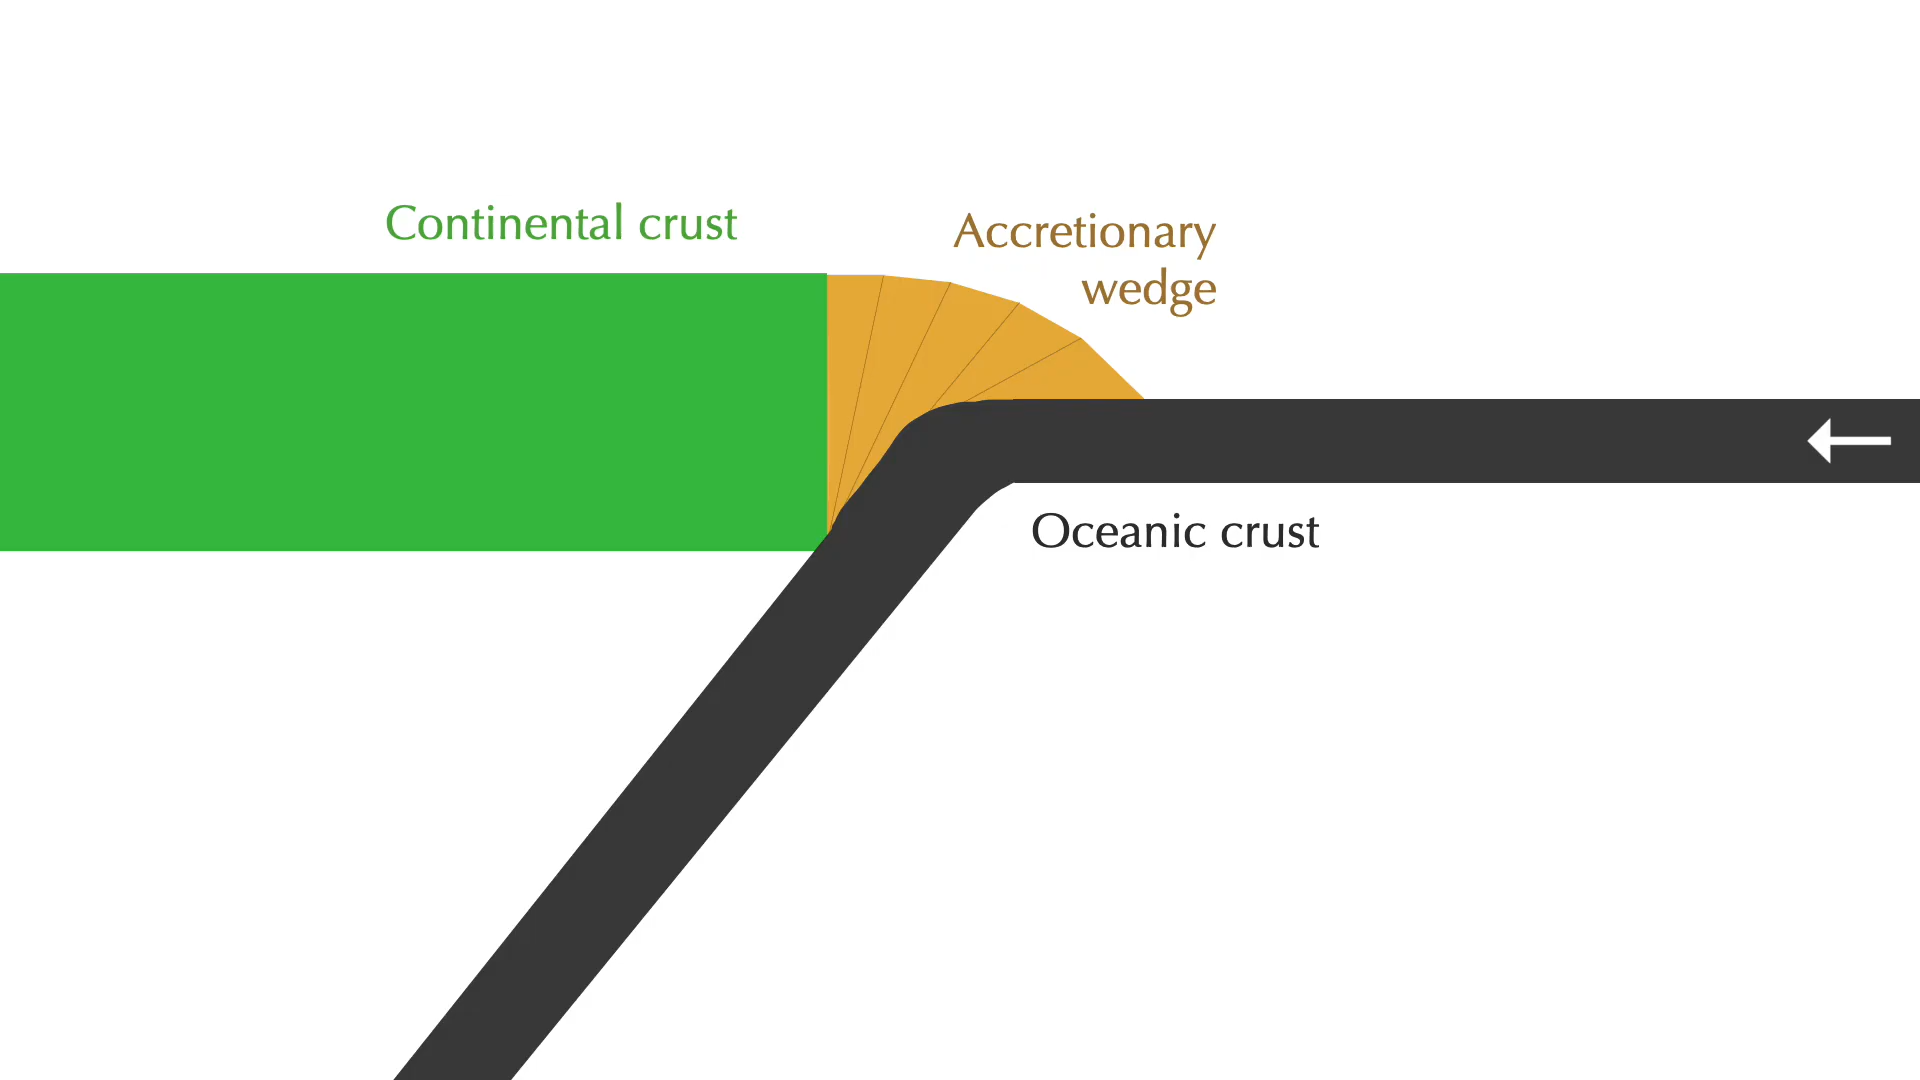 Continental crust
Accretionary
wedge
Oceanic crust